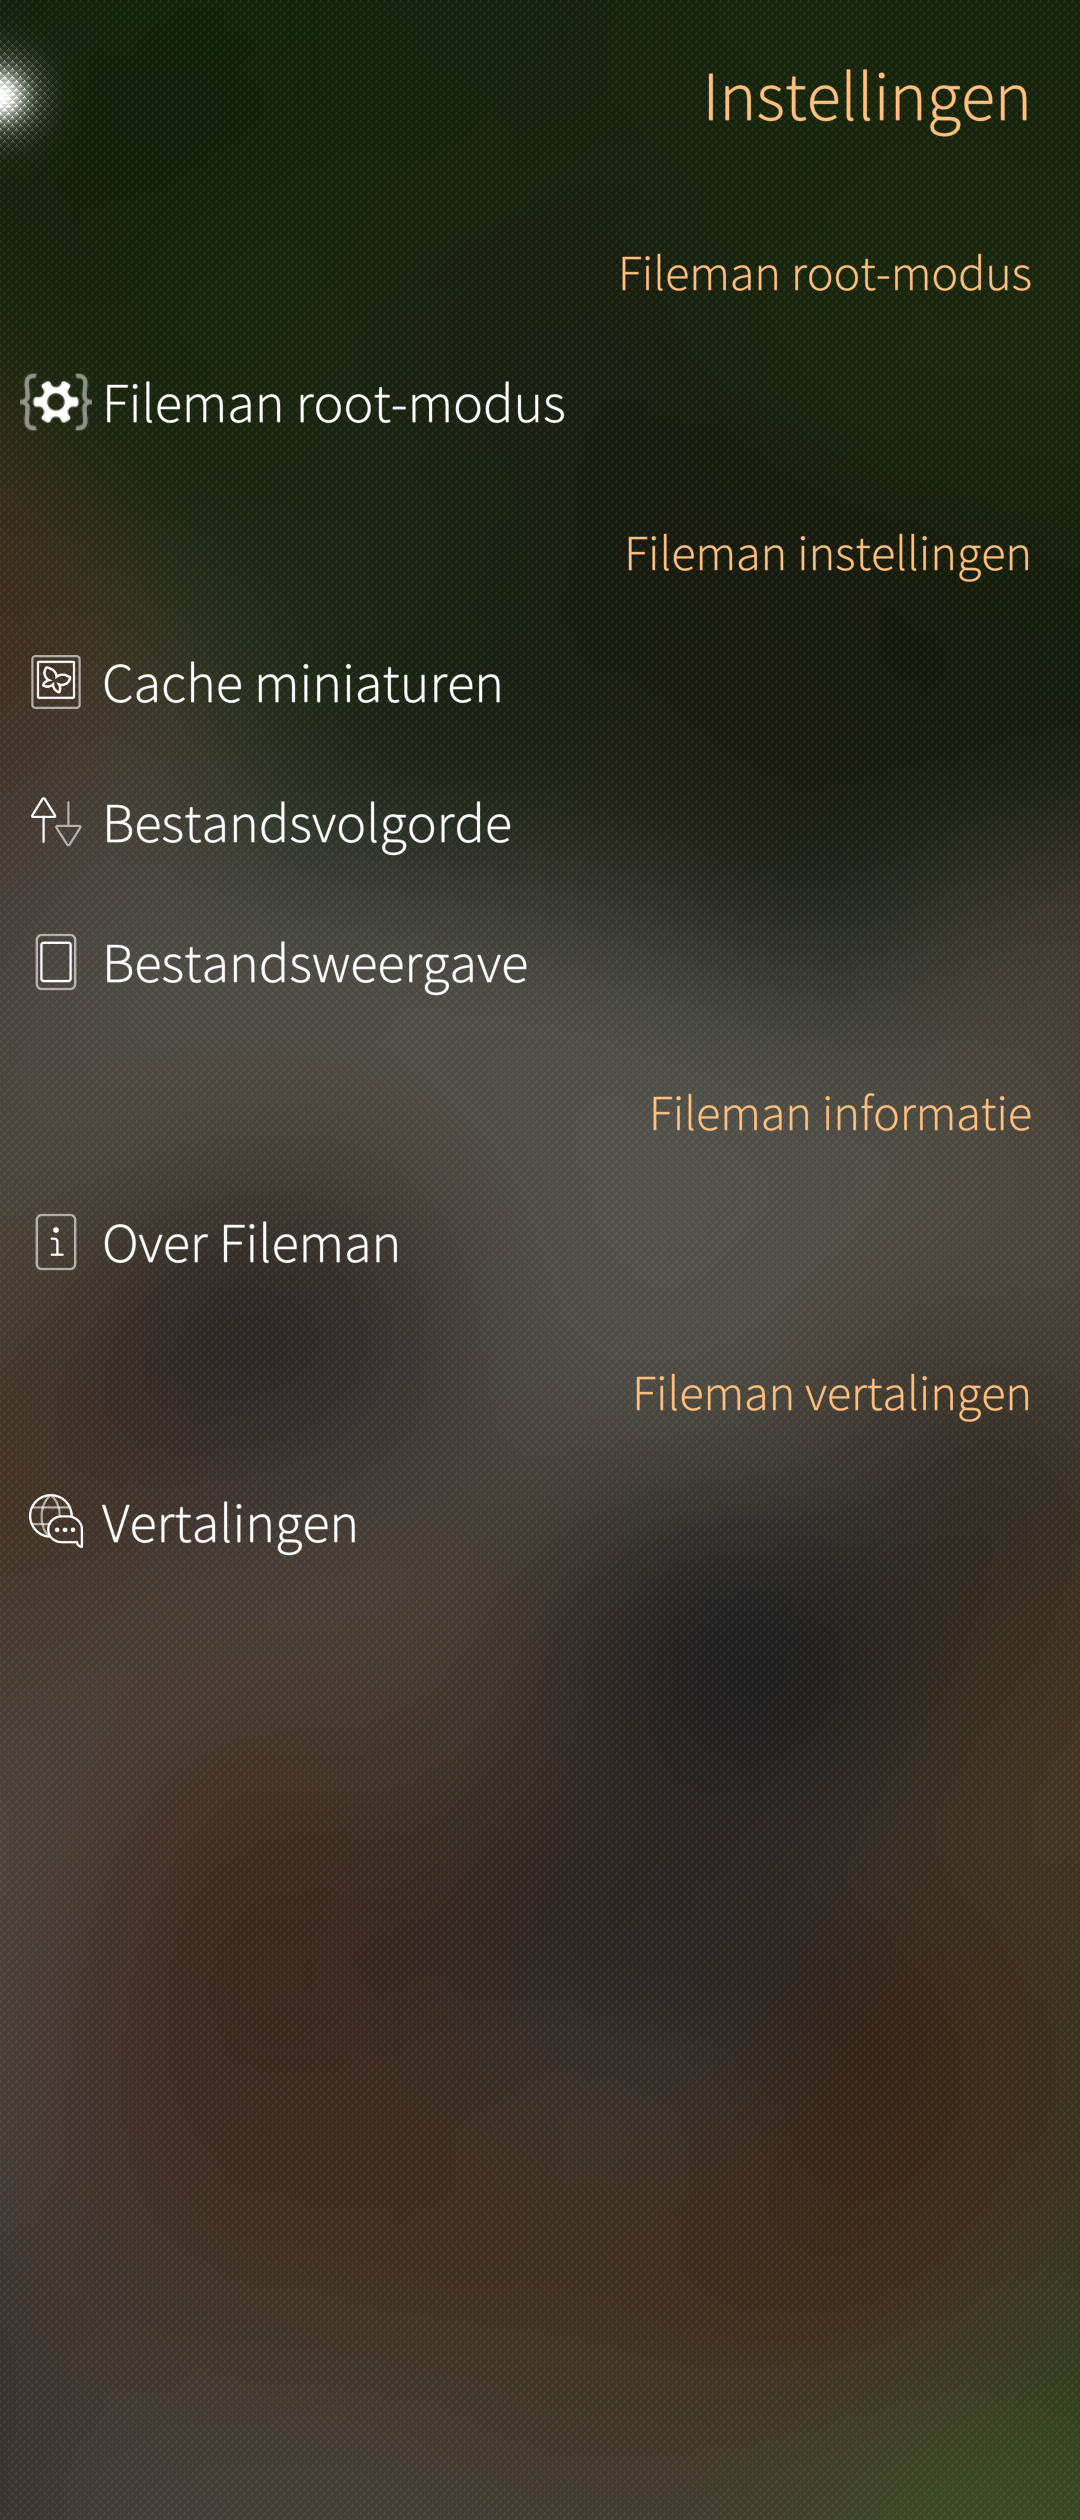 Instellingen
Fileman root-modus
Fileman root-modus
Fileman instellingen
Cache miniaturen
Bestandsvolgorde
Bestandsweergave
Fileman informatie
Over Fileman
Fileman vertalingen
Vertalingen